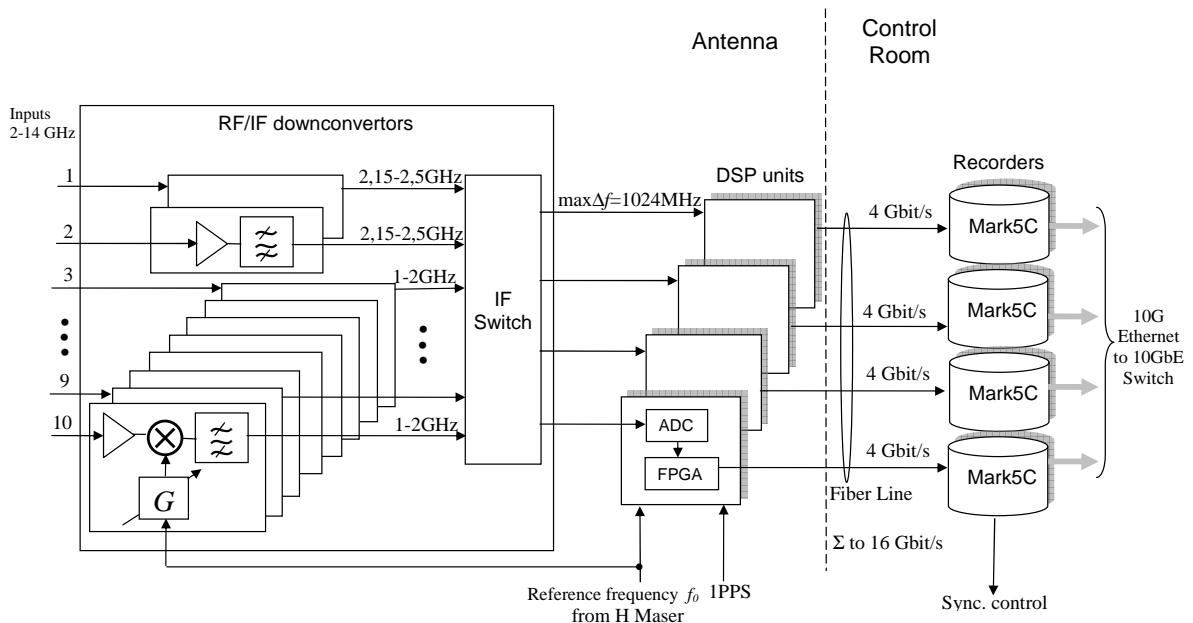 Antenna
Control
Room
Inputs
2-14 GHz
RF/IF downconvertors
Recorders
DSP units
1
2,15-2,5GHz
maxΔf=1024MHz
4 Gbit/s
Mark5C
2
2,15-2,5GHz
3
1-2GHz
IF
Switch
4 Gbit/s
Mark5C
10G
Ethernet
to 10GbE
Switch
9
4 Gbit/s
Mark5C
10
1-2GHz
ADC
FPGA
4 Gbit/s
Mark5C
G
Fiber Line
Σ to 16 Gbit/s
Reference frequency f0
from H Maser
1PPS
Sync. control